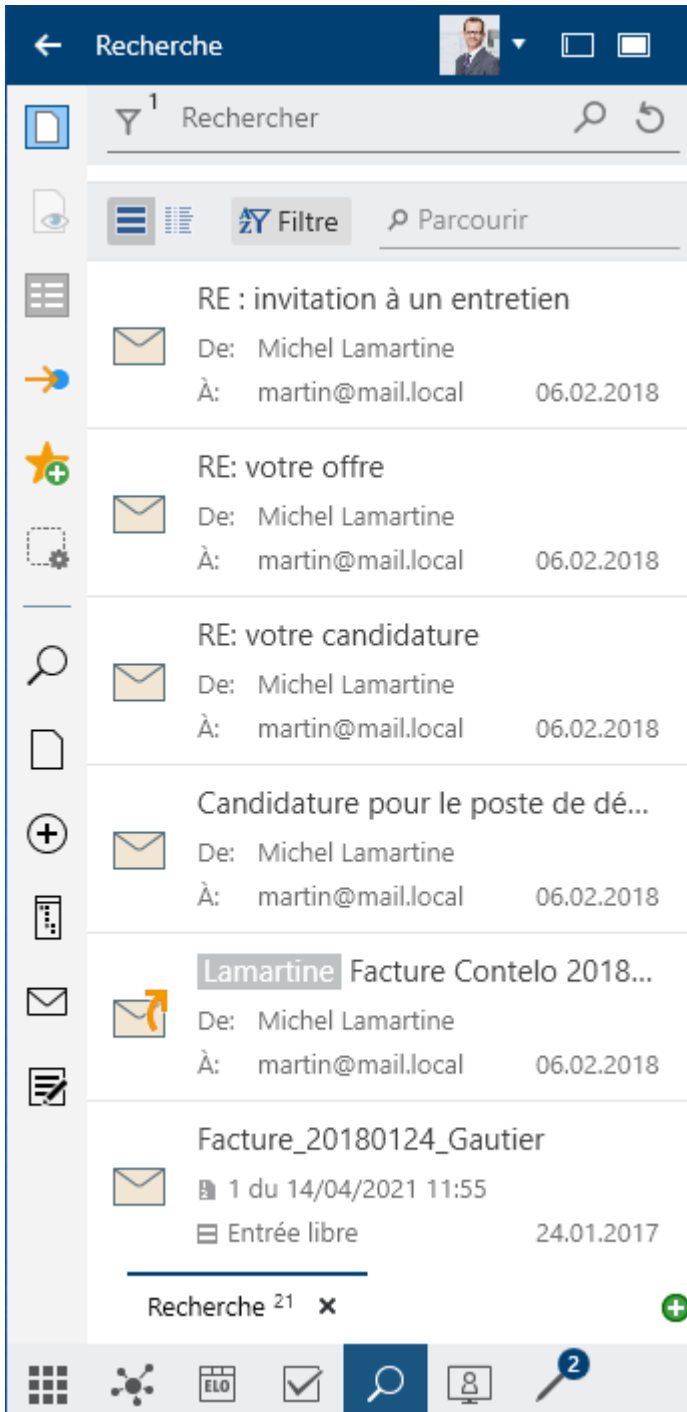 Recherche
1
Rechercher
Filtre Parcourir
RE : invitation à un entretien
De: Michel Lamartine
À: martin@mail.local 06.02.2018
RE: votre offre
De: Michel Lamartine
À: martin@mail.local 06.02.2018
RE: votre candidature
De: Michel Lamartine
À: martin@mail.local 06.02.2018
Candidature pour le poste de dé...
De: Michel Lamartine
À: martin@mail.local 06.02.2018
Lamartine Facture Contelo 2018...
De: Michel Lamartine
À: martin@mail.local 06.02.2018
Facture_20180124_Gautier
1 du 14/04/2021 11:55
Entrée libre 24.01.2017
Recherche 21
ELO 2